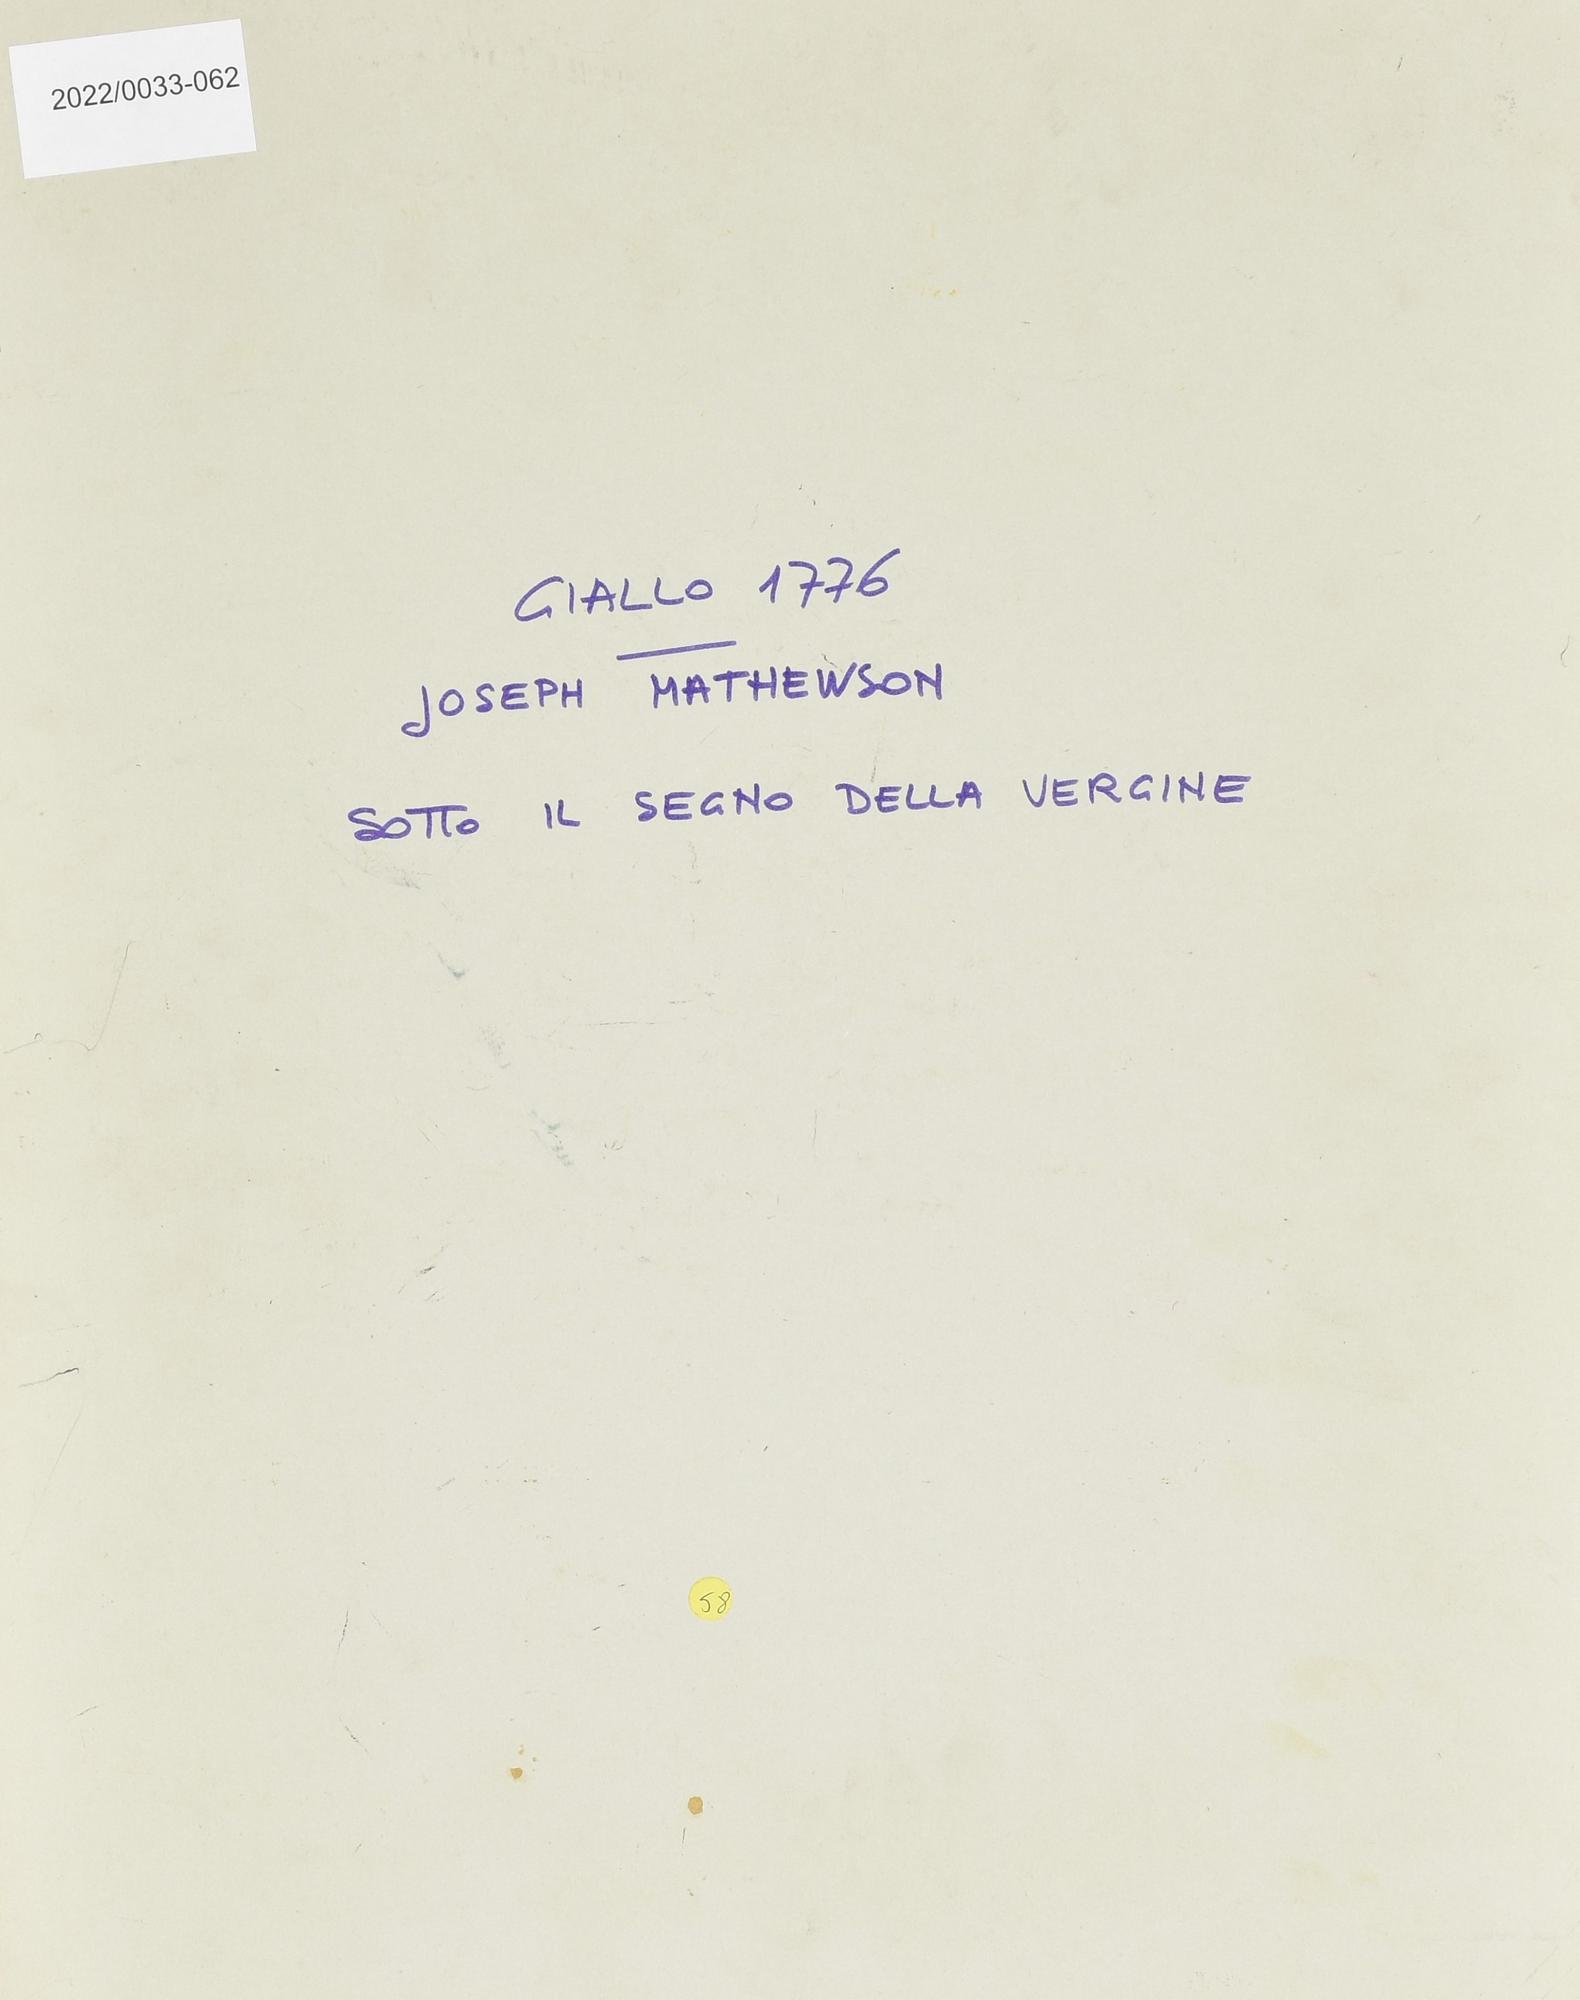 2022/0033-062
GIALLO 1776
JOSEPH MATHEWSON
SOTTO IL SEGNO DELLA VERGINE
58